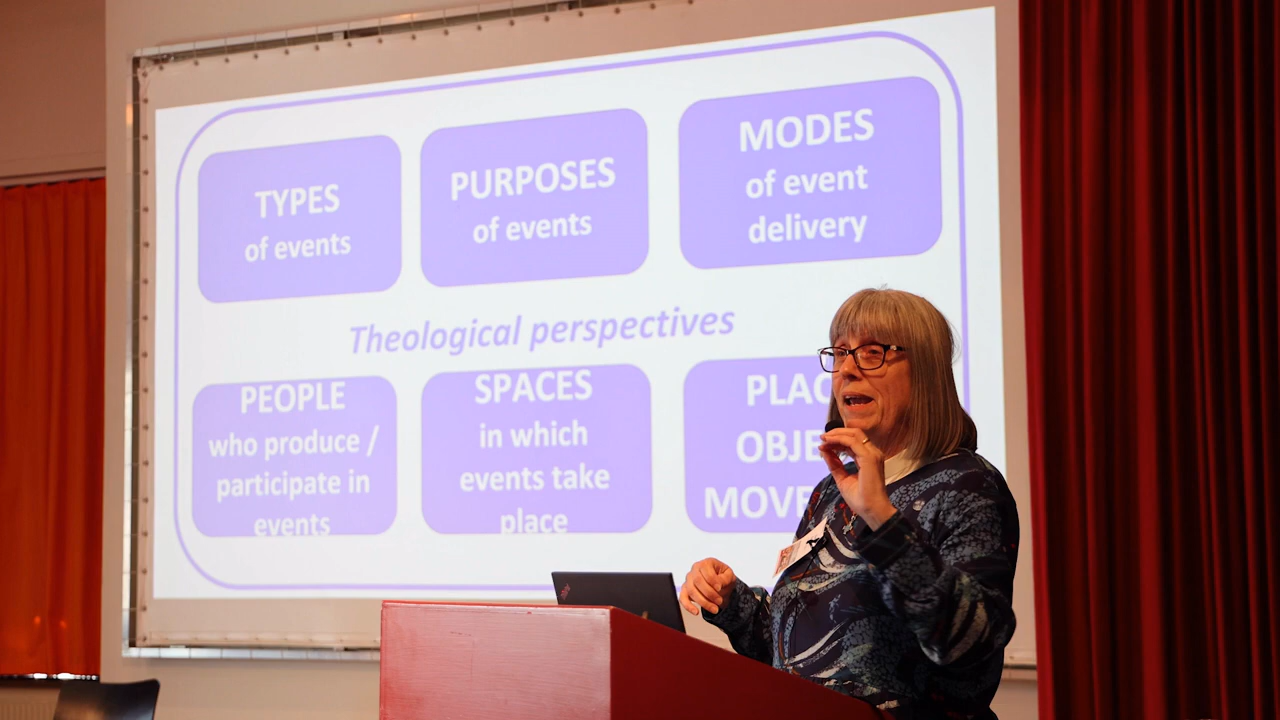 TYPES
of events
PURPOSES
of events
MODES
of event
delivery
Theological perspectives
PEOPLE
who produce /
participate in
events
SPACES
in which
events take
place